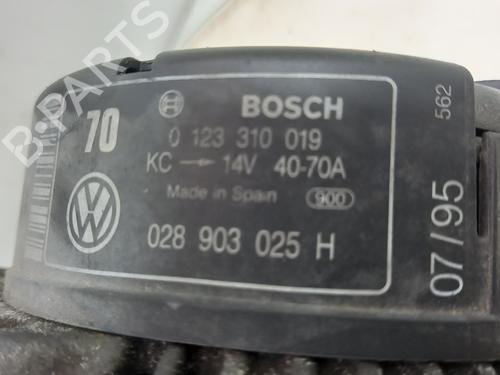 B-PARTS
70
BOSCH
0 123 310 019
KC → 14V 40-70A
Made in Spain 900
028 903 025 H
562
07/95